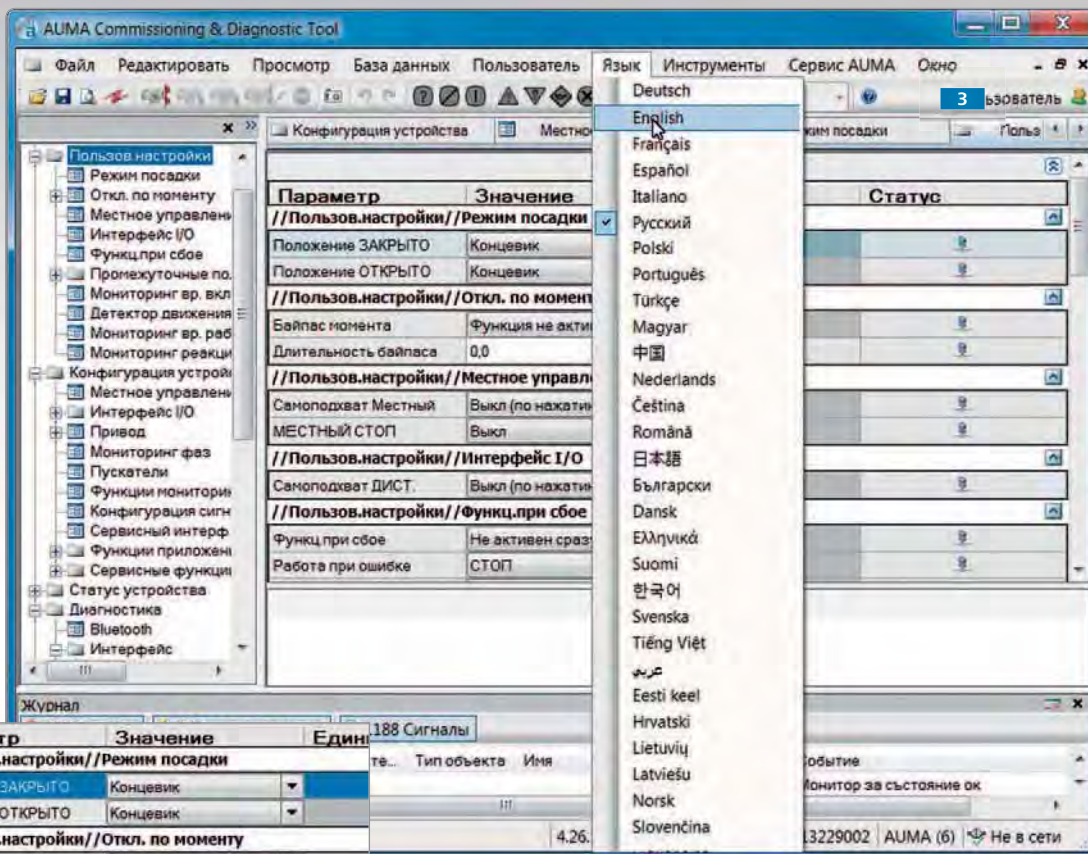 AUMA Commissioning & Diagnostic Tool
Файл Редактировать Просмотр База данных Пользователь Язык Инструменты Сервис AUMA Окно
3 ьзователь
Конфигурация устройства Местно жим посадки Польз
Пользов.настройки
Режим посадки
Откл. по моменту
Местное управлени
Интерфейс I/O
Функц.при сбое
Промежуточные по.
Мониторинг вр. вкл
Детектор движения
Мониторинг вр. раб
Мониторинг реакци
Конфигурация устрой
Местное управлени
Интерфейс I/O
Привод
Мониторинг фаз
Пускатели
Функции мониторин
Конфигурация сигн
Сервисный интерф
Функции приложени
Сервисные функции
Статус устройства
Диагностика
Bluetooth
Интерфейс
Параметр Значение Статус
//Пользов.настройки//Режим посадки
Положение ЗАКРЫТО Концевик
Положение ОТКРЫТО Концевик
//Пользов.настройки//Откл. по момент
Байпас момента Функция не акти
Длительность байпаса 0,0
//Пользов.настройки//Местное управл
Самоподхват Местный Выкл (по нажати
МЕСТНЫЙ СТОП Выкл
//Пользов.настройки//Интерфейс I/O
Самоподхват ДИСТ. Выкл (по нажати
//Пользов.настройки//Функц.при сбое
Функц.при сбое Не активен сраз
Работа при ошибке СТОП
Deutsch
English
Français
Español
Italiano
Русский
Polski
Português
Türkçe
Magyar
中国
Nederlands
Čeština
Română
日本語
Български
Dansk
Ελληνικά
Suomi
한국어
Svenska
Tiếng Việt
عربي
Eesti keel
Hrvatski
Lietuvių
Latviešu
Norsk
Slovenčina
Журнал
188 Сигналы
те... Тип объекта Имя обытие
Монитор за състояние ок
4.26. 13229002 AUMA (6) Не в сети
тр Значение Едини
.настройки//Режим посадки
ЗАКРЫТО Концевик
ОТКРЫТО Концевик
.настройки//Откл. по моменту